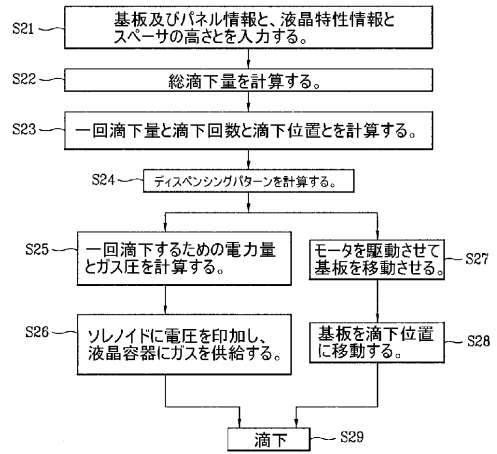 S21
基板及びパネル情報と、液晶特性情報と
スペーサの高さとを入力する。
S22
総滴下量を計算する。
S23
一回滴下量と滴下回数と滴下位置とを計算する。
S24
ディスペンシングパターンを計算する。
S25
一回滴下するための電力量
とガス圧を計算する。
S27
モータを駆動させて
基板を移動させる。
S26
ソレノイドに電圧を印加し、
液晶容器にガスを供給する。
S28
基板を滴下位置
に移動する。
S29
滴下